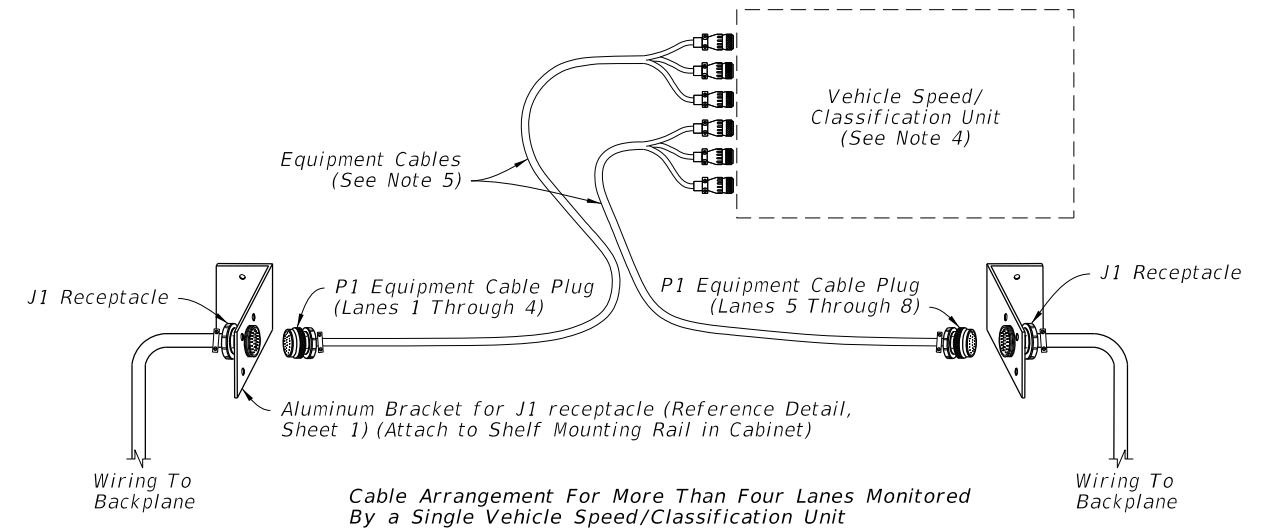 Vehicle Speed/
Classification Unit
(See Note 4)
Equipment Cables
(See Note 5)
J1 Receptacle
P1 Equipment Cable Plug
(Lanes 1 Through 4)
P1 Equipment Cable Plug
(Lanes 5 Through 8)
J1 Receptacle
Aluminum Bracket for J1 receptacle (Reference Detail,
Sheet 1) (Attach to Shelf Mounting Rail in Cabinet)
Wiring To
Backplane
Wiring To
Backplane
Cable Arrangement For More Than Four Lanes Monitored
By a Single Vehicle Speed/Classification Unit